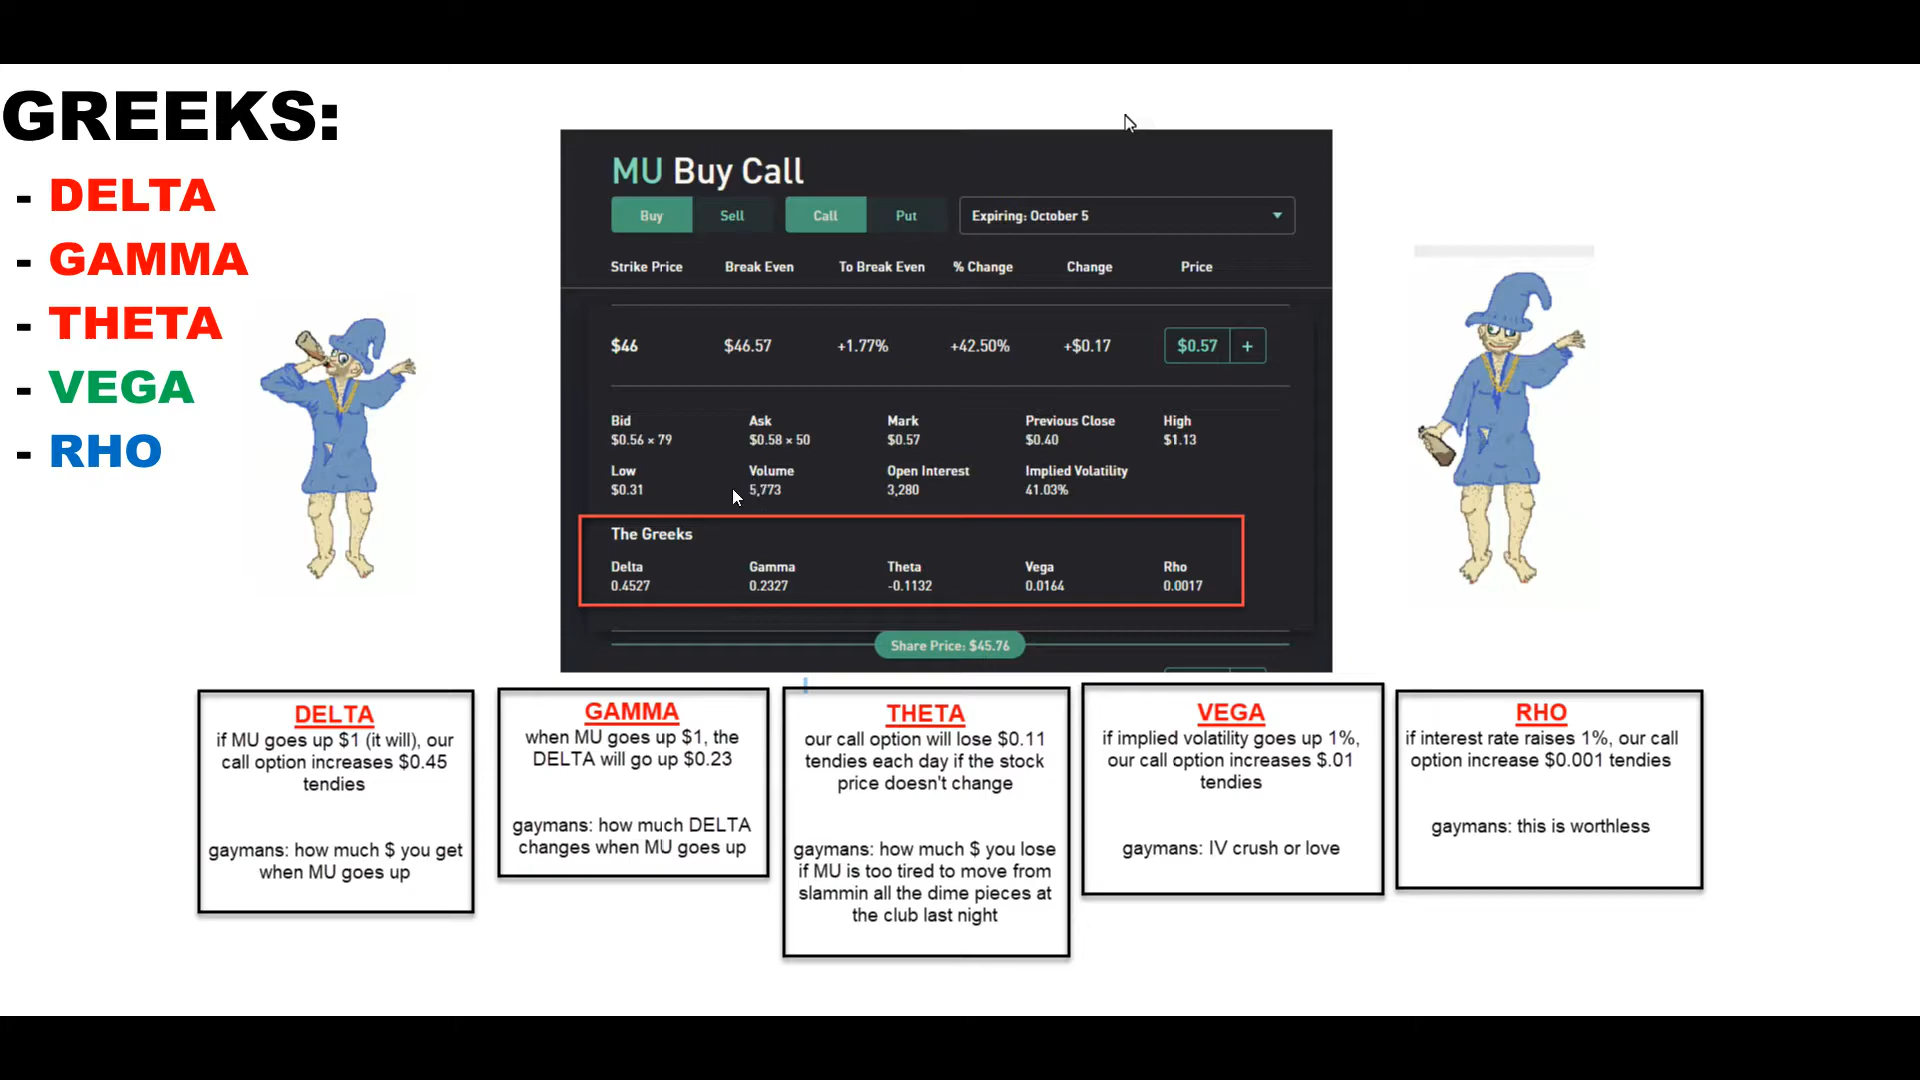 GREEKS:
- DELTA
- GAMMA
- THETA
- VEGA
- RHO
MU Buy Call
Buy Sell Call Put Expiring: October 5
Strike Price Break Even To Break Even % Change Change Price
$46 $46.57 +1.77% +42.50% +$0.17 $0.57 +
Bid Ask Mark Previous Close High
$0.56 × 79 $0.58 × 50 $0.57 $0.40 $1.13
Low Volume Open Interest Implied Volatility
$0.31 5,773 3,280 41.03%
The Greeks
Delta Gamma Theta Vega Rho
0.4527 0.2327 -0.1132 0.0164 0.0017
Share Price: $45.76
DELTA
if MU goes up $1 (it will), our
call option increases $0.45
tendies
gaymans: how much $ you get
when MU goes up
GAMMA
when MU goes up $1, the
DELTA will go up $0.23
gaymans: how much DELTA
changes when MU goes up
THETA
our call option will lose $0.11
tendies each day if the stock
price doesn't change
gaymans: how much $ you lose
if MU is too tired to move from
slammin all the dime pieces at
the club last night
VEGA
if implied volatility goes up 1%,
our call option increases $.01
tendies
gaymans: IV crush or love
RHO
if interest rate raises 1%, our call
option increase $0.001 tendies
gaymans: this is worthless